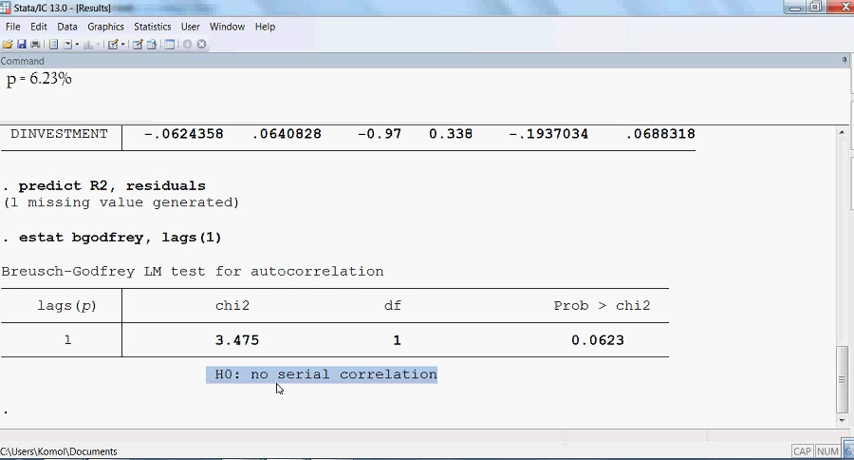 Stata/IC 13.0 - [Results]
File Edit Data Graphics Statistics User Window Help
Command
p = 6.23%
DINVESTMENT -.0624358 .0640828 -0.97 0.338 -.1937034 .0688318
. predict R2, residuals
(1 missing value generated)
. estat bgodfrey, lags(1)
Breusch-Godfrey LM test for autocorrelation
lags(p) chi2 df Prob > chi2
1 3.475 1 0.0623
H0: no serial correlation
.
C:\Users\Komol\Documents CAP NUM